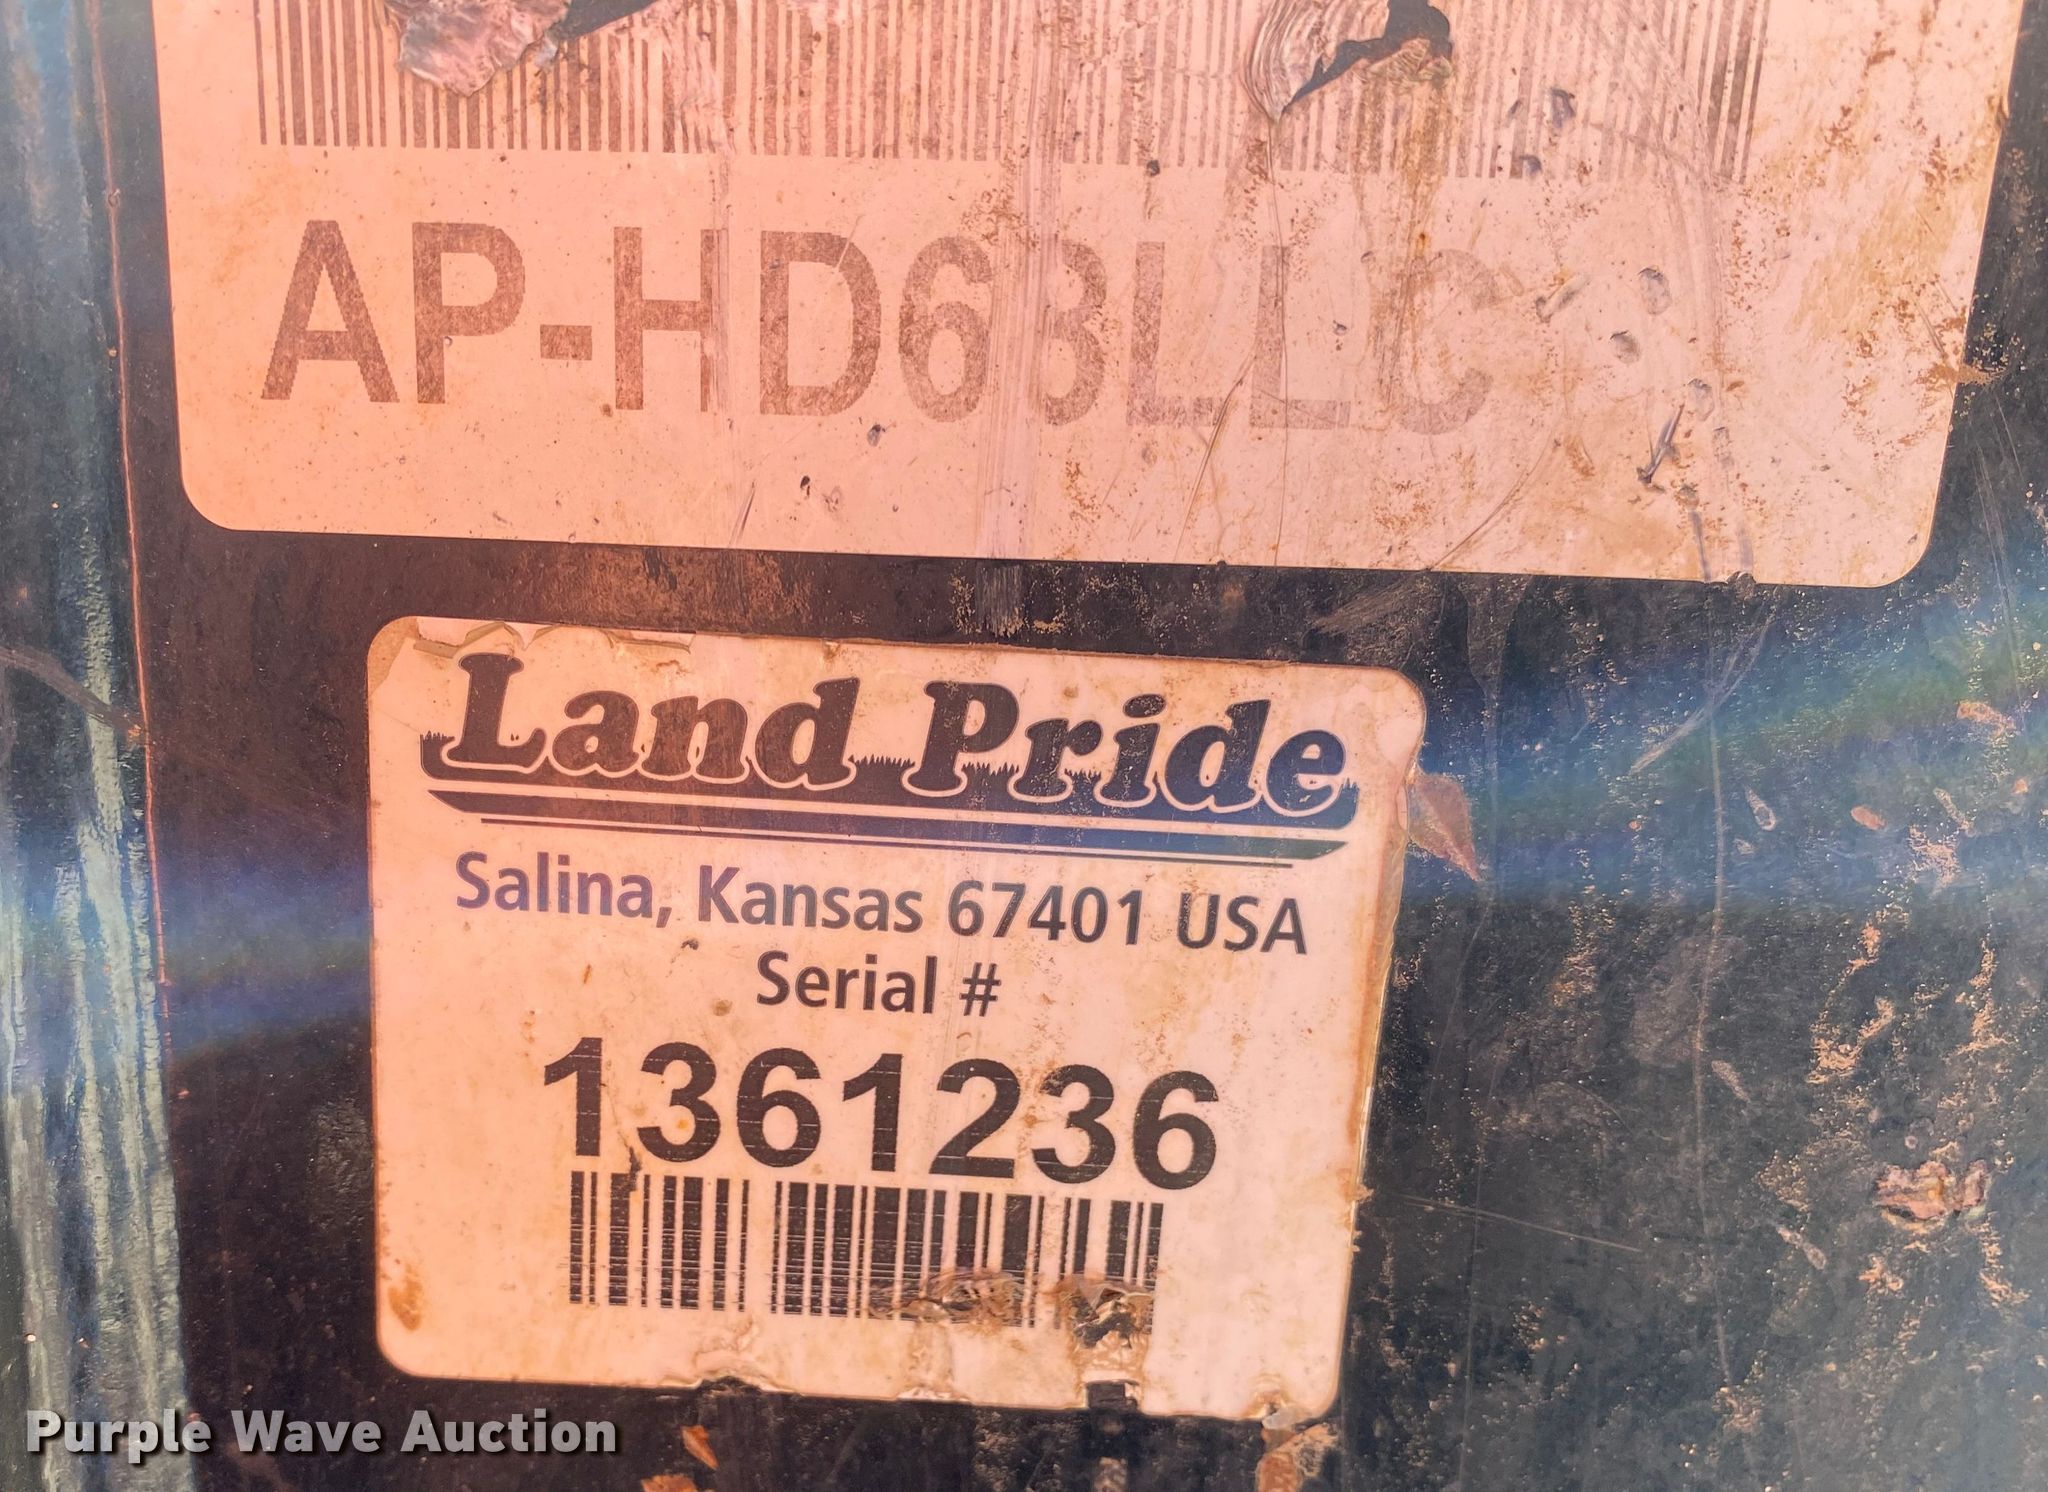 AP-HD68LLC
Land Pride
Salina, Kansas 67401 USA
Serial #
1361236
Purple Wave Auction